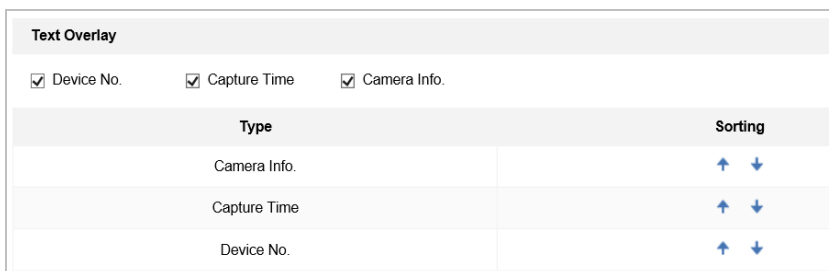 Text Overlay
Device No. Capture Time Camera Info.
Type Sorting
Camera Info.
Capture Time
Device No.